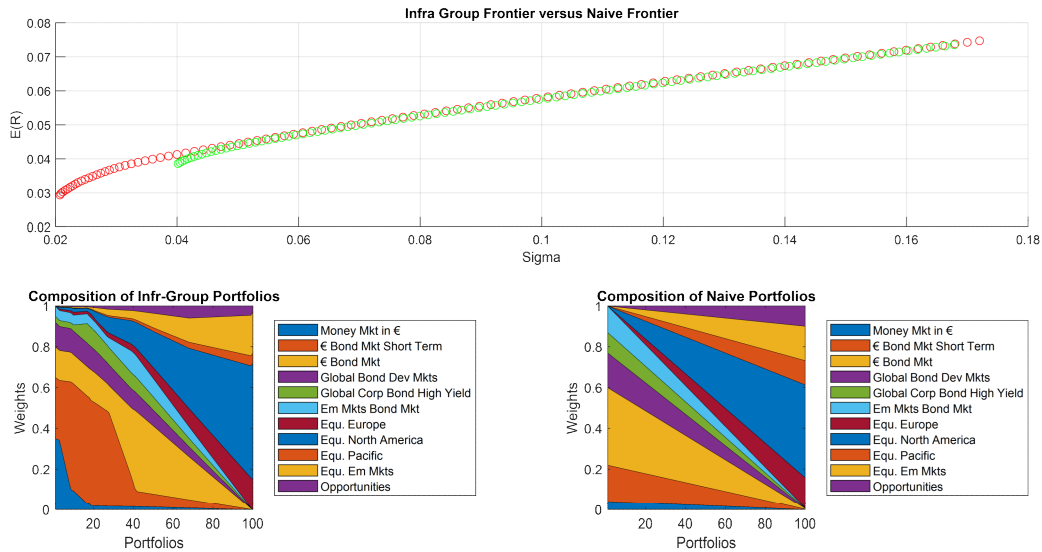 Infra Group Frontier versus Naive Frontier
0.08
0.07
0.06
0.05
0.04
0.03
0.02
E(R)
0.02 0.04 0.06 0.08 0.1 0.12 0.14 0.16 0.18
Sigma
Composition of Infr-Group Portfolios
1
0.8
0.6
0.4
0.2
0
Weights
20 40 60 80 100
Portfolios
Money Mkt in €
€ Bond Mkt Short Term
€ Bond Mkt
Global Bond Dev Mkts
Global Corp Bond High Yield
Em Mkts Bond Mkt
Equ. Europe
Equ. North America
Equ. Pacific
Equ. Em Mkts
Opportunities
Composition of Naive Portfolios
1
0.8
0.6
0.4
0.2
0
Weights
20 40 60 80 100
Portfolios
Money Mkt in €
€ Bond Mkt Short Term
€ Bond Mkt
Global Bond Dev Mkts
Global Corp Bond High Yield
Em Mkts Bond Mkt
Equ. Europe
Equ. North America
Equ. Pacific
Equ. Em Mkts
Opportunities